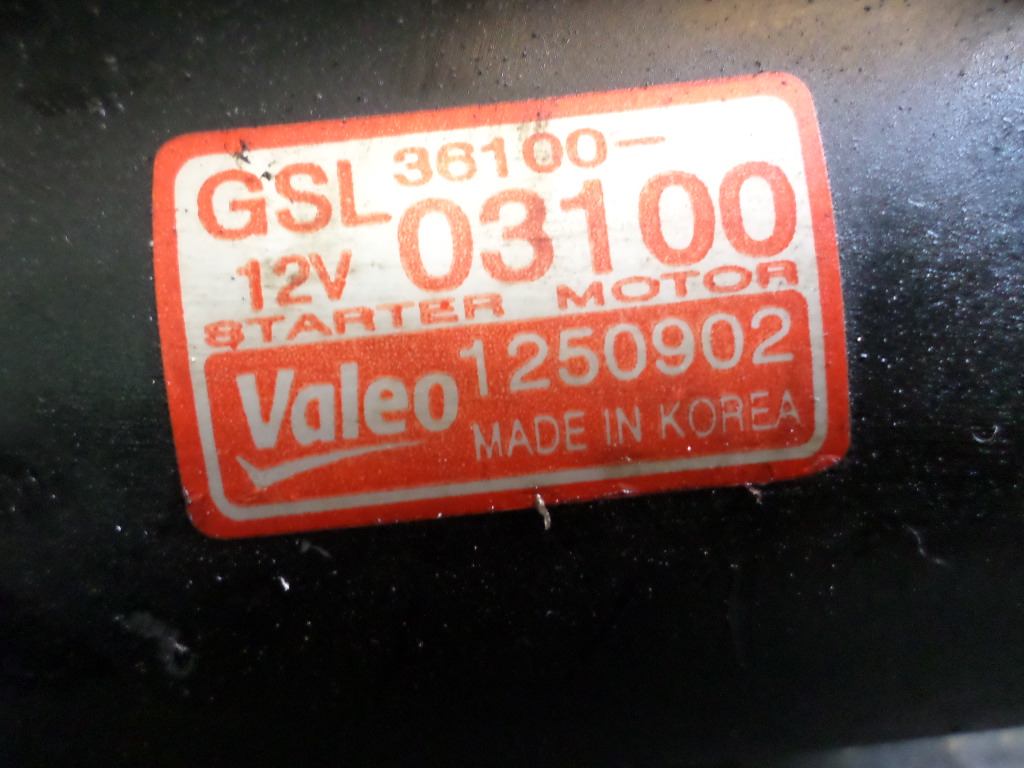 GSL 36100-
12V 03100
STARTER MOTOR
Valeo 1250902
MADE IN KOREA